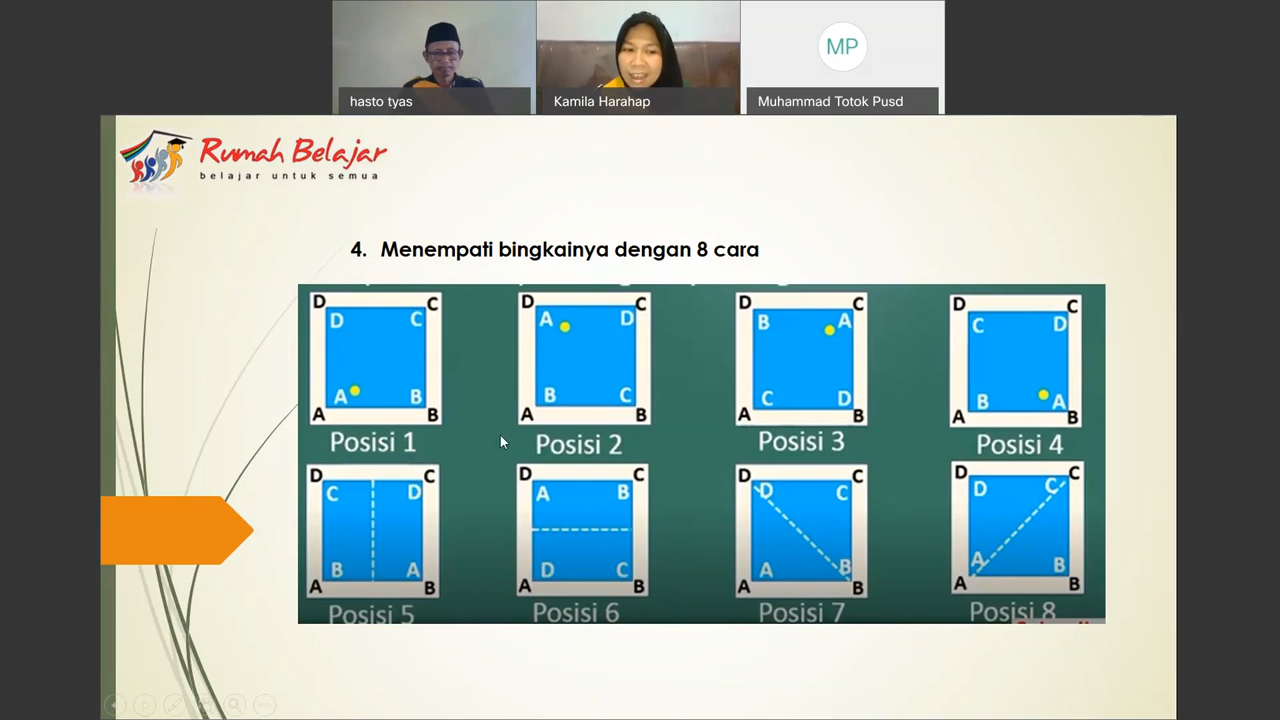 MP
hasto tyas
Kamila Harahap
Muhammad Totok Pusd
Rumah Belajar
belajar untuk semua
4. Menempati bingkainya dengan 8 cara
D C D C D C D C
D C A D B A C D
A B B C C D B A
A B A B A B A B
Posisi 1 Posisi 2 Posisi 3 Posisi 4
D C D C D C D C
C D A B D C D C
B A D C A B A B
A B A B A B A B
Posisi 5 Posisi 6 Posisi 7 Posisi 8